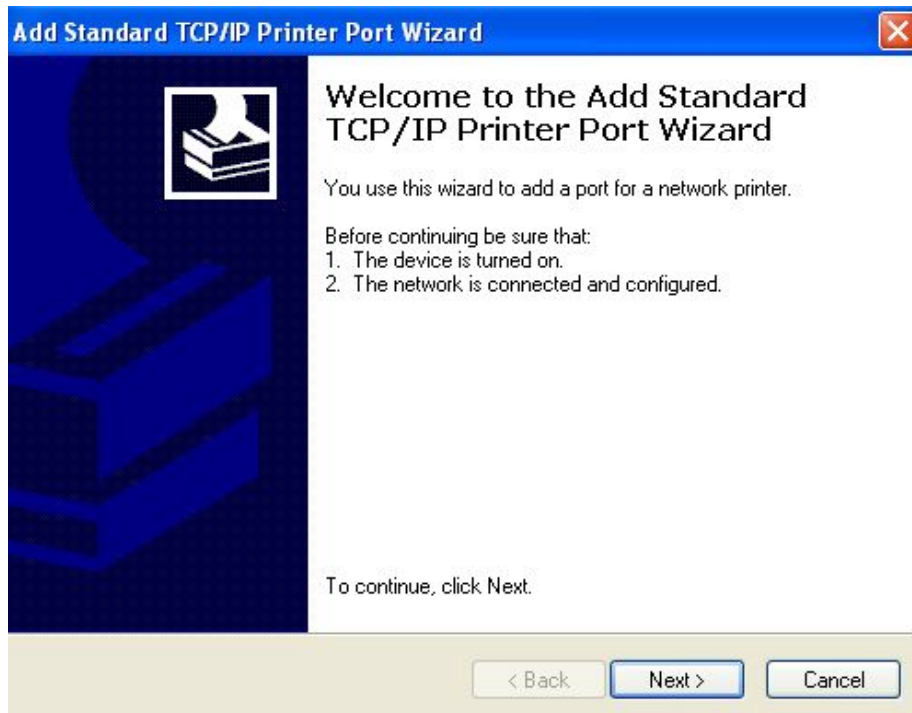 Add Standard TCP/IP Printer Port Wizard
Welcome to the Add Standard
TCP/IP Printer Port Wizard
You use this wizard to add a port for a network printer.
Before continuing be sure that:
1. The device is turned on.
2. The network is connected and configured.
To continue, click Next.
< Back
Next >
Cancel